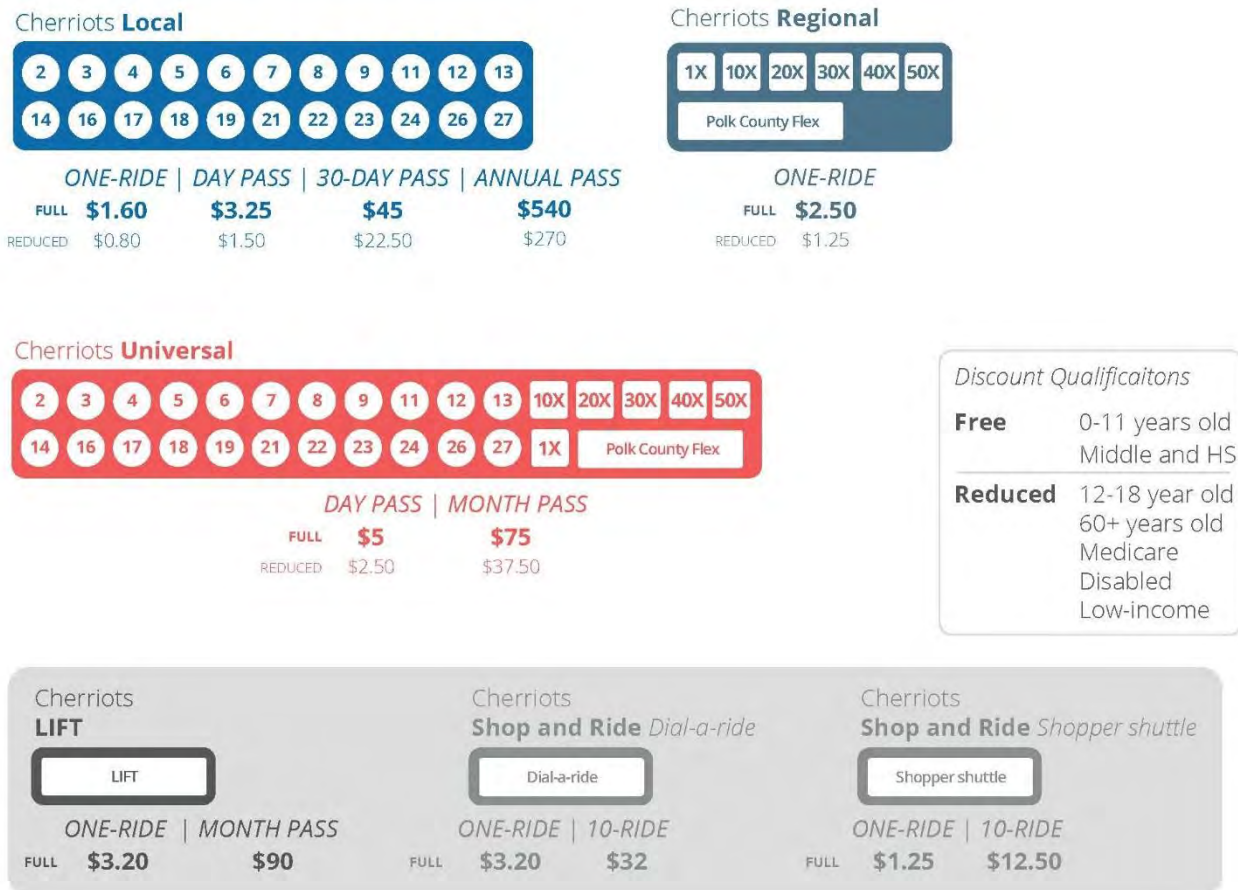 Cherriots Local
2 3 4 5 6 7 8 9 11 12 13
14 16 17 18 19 21 22 23 24 26 27
ONE-RIDE | DAY PASS | 30-DAY PASS | ANNUAL PASS
FULL $1.60 $3.25 $45 $540
REDUCED $0.80 $1.50 $22.50 $270
Cherriots Regional
1X 10X 20X 30X 40X 50X
Polk County Flex
ONE-RIDE
FULL $2.50
REDUCED $1.25
Cherriots Universal
2 3 4 5 6 7 8 9 11 12 13 10X 20X 30X 40X 50X
14 16 17 18 19 21 22 23 24 26 27 1X Polk County Flex
DAY PASS | MONTH PASS
FULL $5 $75
REDUCED $2.50 $37.50
Discount Qualificaitons
Free 0-11 years old
Middle and HS
Reduced 12-18 year old
60+ years old
Medicare
Disabled
Low-income
Cherriots
LIFT
LIFT
ONE-RIDE | MONTH PASS
FULL $3.20 $90
Cherriots
Shop and Ride Dial-a-ride
Dial-a-ride
ONE-RIDE | 10-RIDE
FULL $3.20 $32
Cherriots
Shop and Ride Shopper shuttle
Shopper shuttle
ONE-RIDE | 10-RIDE
FULL $1.25 $12.50